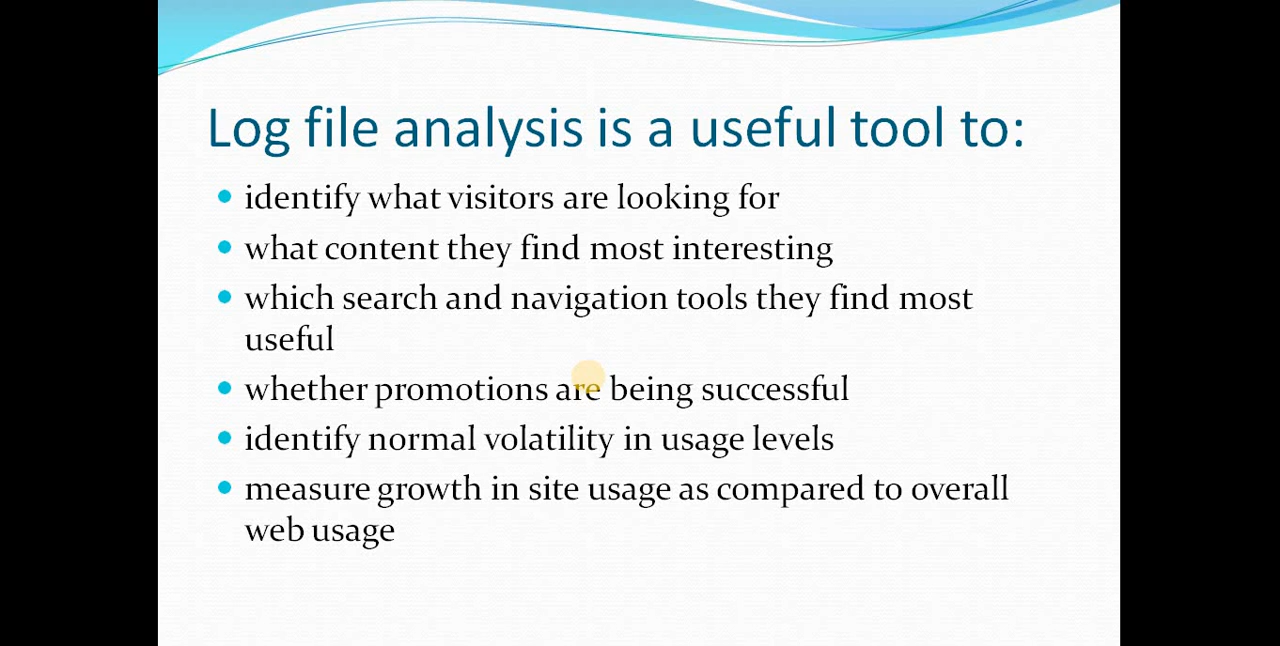 Log file analysis is a useful tool to:
identify what visitors are looking for
what content they find most interesting
which search and navigation tools they find most
useful
whether promotions are being successful
identify normal volatility in usage levels
measure growth in site usage as compared to overall
web usage